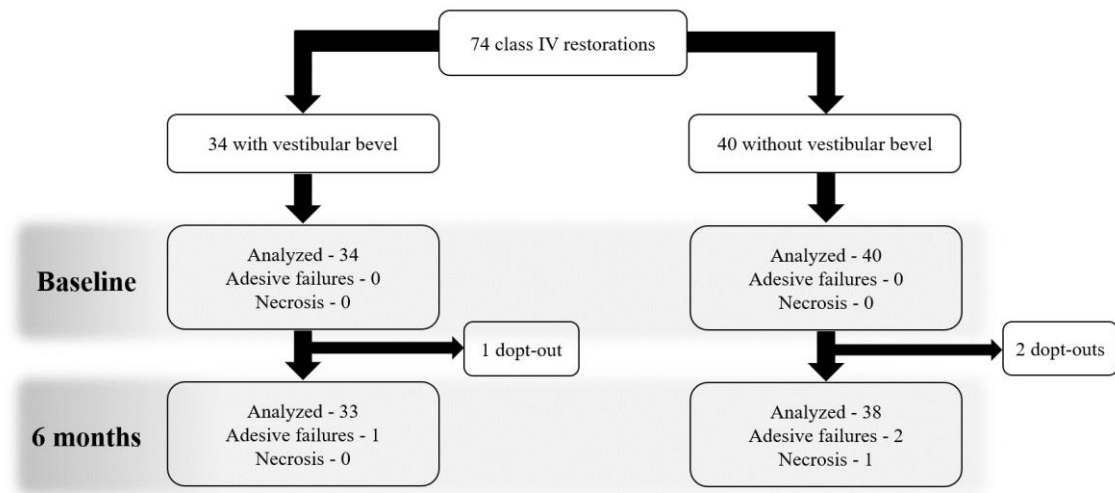 74 class IV restorations
34 with vestibular bevel
40 without vestibular bevel
Baseline
Analyzed - 34
Adesive failures - 0
Necrosis - 0
Analyzed - 40
Adesive failures - 0
Necrosis - 0
1 dopt-out
2 dopt-outs
6 months
Analyzed - 33
Adesive failures - 1
Necrosis - 0
Analyzed - 38
Adesive failures - 2
Necrosis - 1